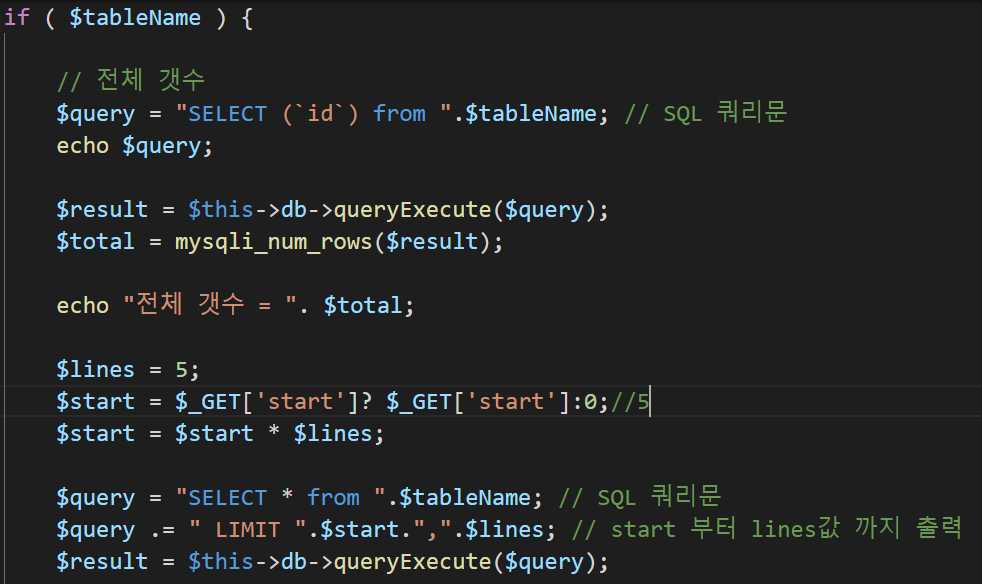 if ( $tableName ) {
// 전체 갯수
$query = "SELECT (`id`) from ".$tableName; // SQL 쿼리문
echo $query;
$result = $this->db->queryExecute($query);
$total = mysqli_num_rows($result);
echo "전체 갯수 = ". $total;
$lines = 5;
$start = $_GET['start']? $_GET['start']:0;//5
$start = $start * $lines;
$query = "SELECT * from ".$tableName; // SQL 쿼리문
$query .= " LIMIT ".$start.",".$lines; // start 부터 lines값 까지 출력
$result = $this->db->queryExecute($query);